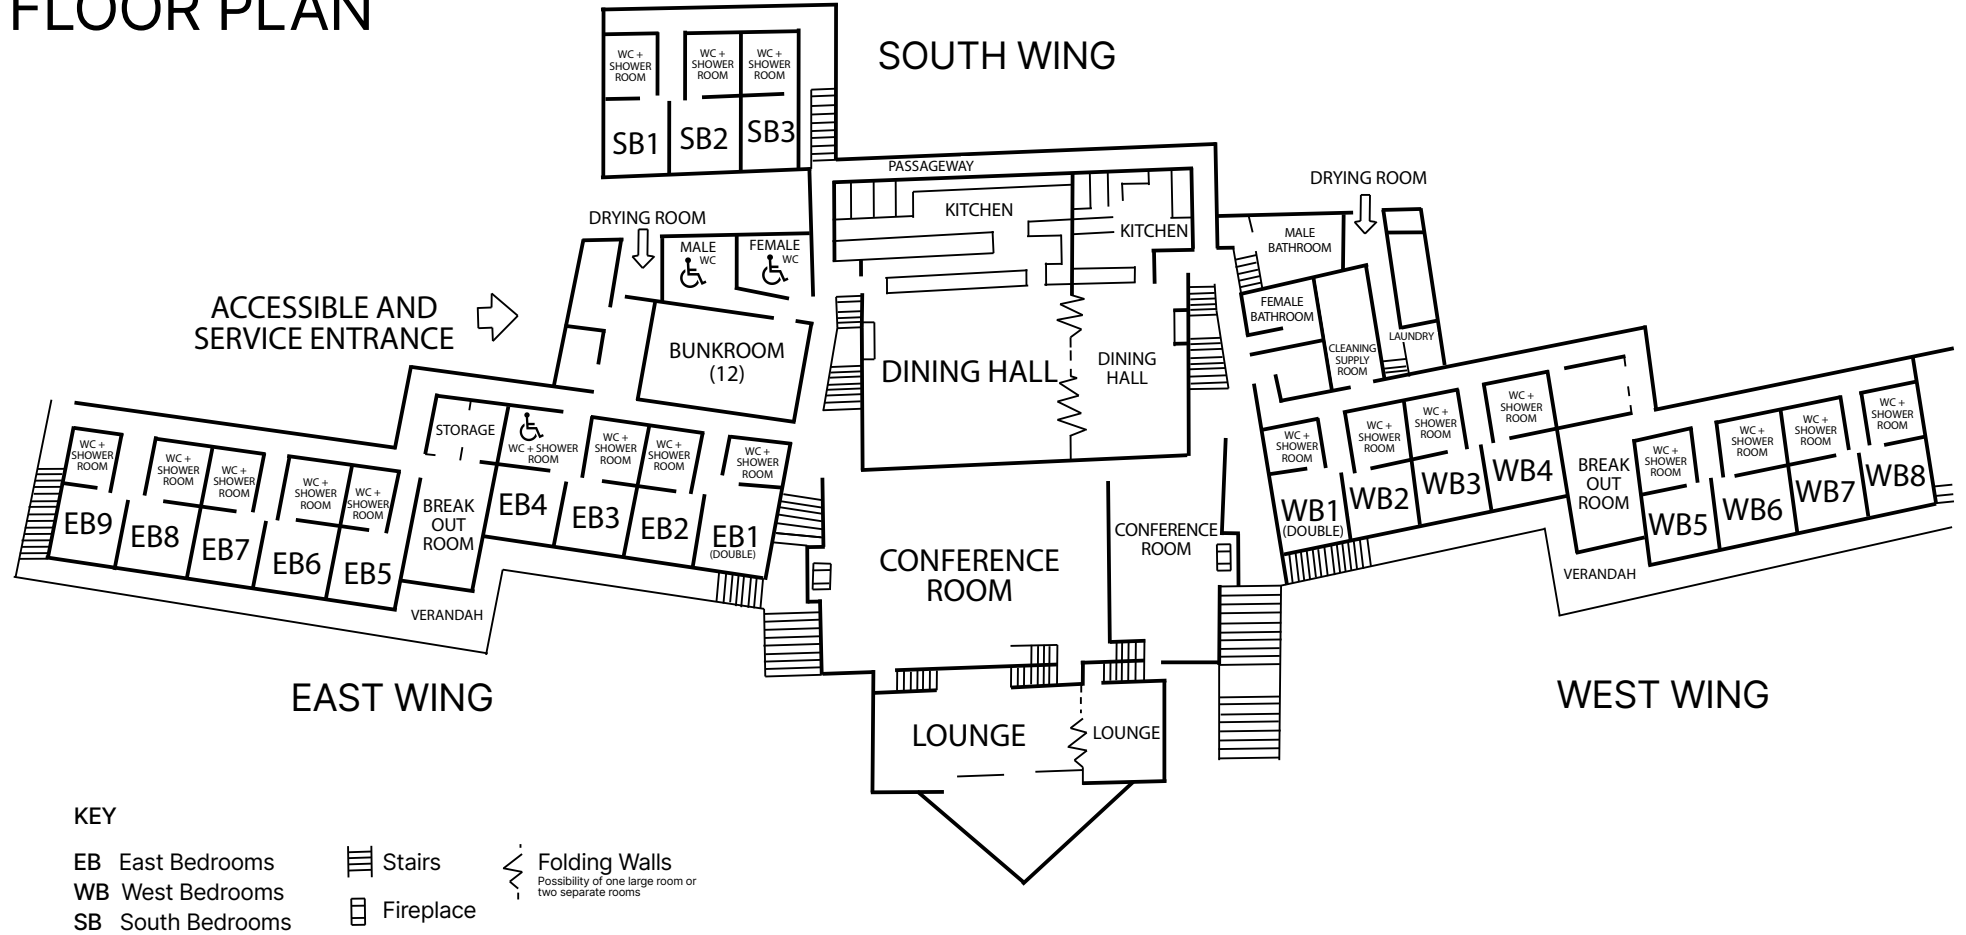 FLOOR PLAN
SOUTH WING
WC +
SHOWER
ROOM
WC +
SHOWER
ROOM
WC +
SHOWER
ROOM
SB1
SB2
SB3
PASSAGEWAY
KITCHEN
KITCHEN
DRYING ROOM
MALE
WC
FEMALE
WC
DRYING ROOM
MALE
BATHROOM
FEMALE
BATHROOM
CLEANING
SUPPLY
ROOM
LAUNDRY
ACCESSIBLE AND
SERVICE ENTRANCE
BUNKROOM
(12)
DINING HALL
DINING
HALL
STORAGE
WC +
SHOWER
ROOM
WC +
SHOWER
ROOM
WC +
SHOWER
ROOM
WC +
SHOWER
ROOM
WC +
SHOWER
ROOM
WC + SHOWER
ROOM
WC +
SHOWER
ROOM
WC +
SHOWER
ROOM
WC +
SHOWER
ROOM
EB9
EB8
EB7
EB6
EB5
BREAK
OUT
ROOM
EB4
EB3
EB2
EB1
(DOUBLE)
VERANDAH
EAST WING
CONFERENCE
ROOM
CONFERENCE
ROOM
LOUNGE
LOUNGE
WC +
SHOWER
ROOM
WC +
SHOWER
ROOM
WC +
SHOWER
ROOM
WC +
SHOWER
ROOM
WC +
SHOWER
ROOM
WC +
SHOWER
ROOM
WC +
SHOWER
ROOM
WC +
SHOWER
ROOM
WB1
(DOUBLE)
WB2
WB3
WB4
BREAK
OUT
ROOM
WB5
WB6
WB7
WB8
VERANDAH
WEST WING
KEY
EB East Bedrooms
WB West Bedrooms
SB South Bedrooms
Stairs
Fireplace
Folding Walls
Possibility of one large room or
two separate rooms